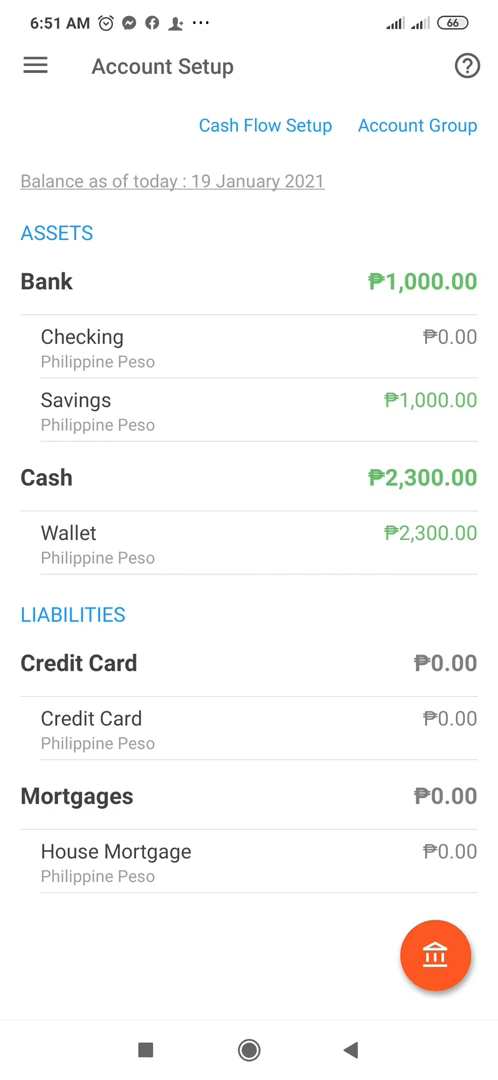 6:51 AM
66
Account Setup
Cash Flow Setup Account Group
Balance as of today : 19 January 2021
ASSETS
Bank ₱1,000.00
Checking ₱0.00
Philippine Peso
Savings ₱1,000.00
Philippine Peso
Cash ₱2,300.00
Wallet ₱2,300.00
Philippine Peso
LIABILITIES
Credit Card ₱0.00
Credit Card ₱0.00
Philippine Peso
Mortgages ₱0.00
House Mortgage ₱0.00
Philippine Peso